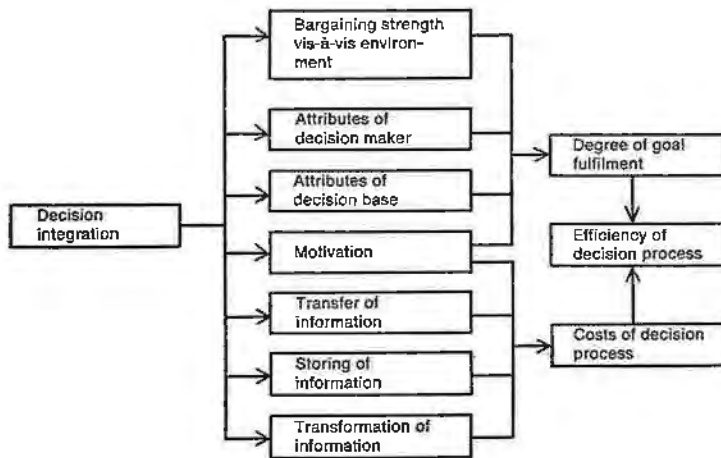 Bargaining strength
vis-à-vis environ-
ment
Attributes of
decision maker
Attributes of
decision base
Decision
integration
Motivation
Transfer of
information
Storing of
information
Transformation of
information
Degree of goal
fulfilment
Efficiency of
decision process
Costs of decision
process